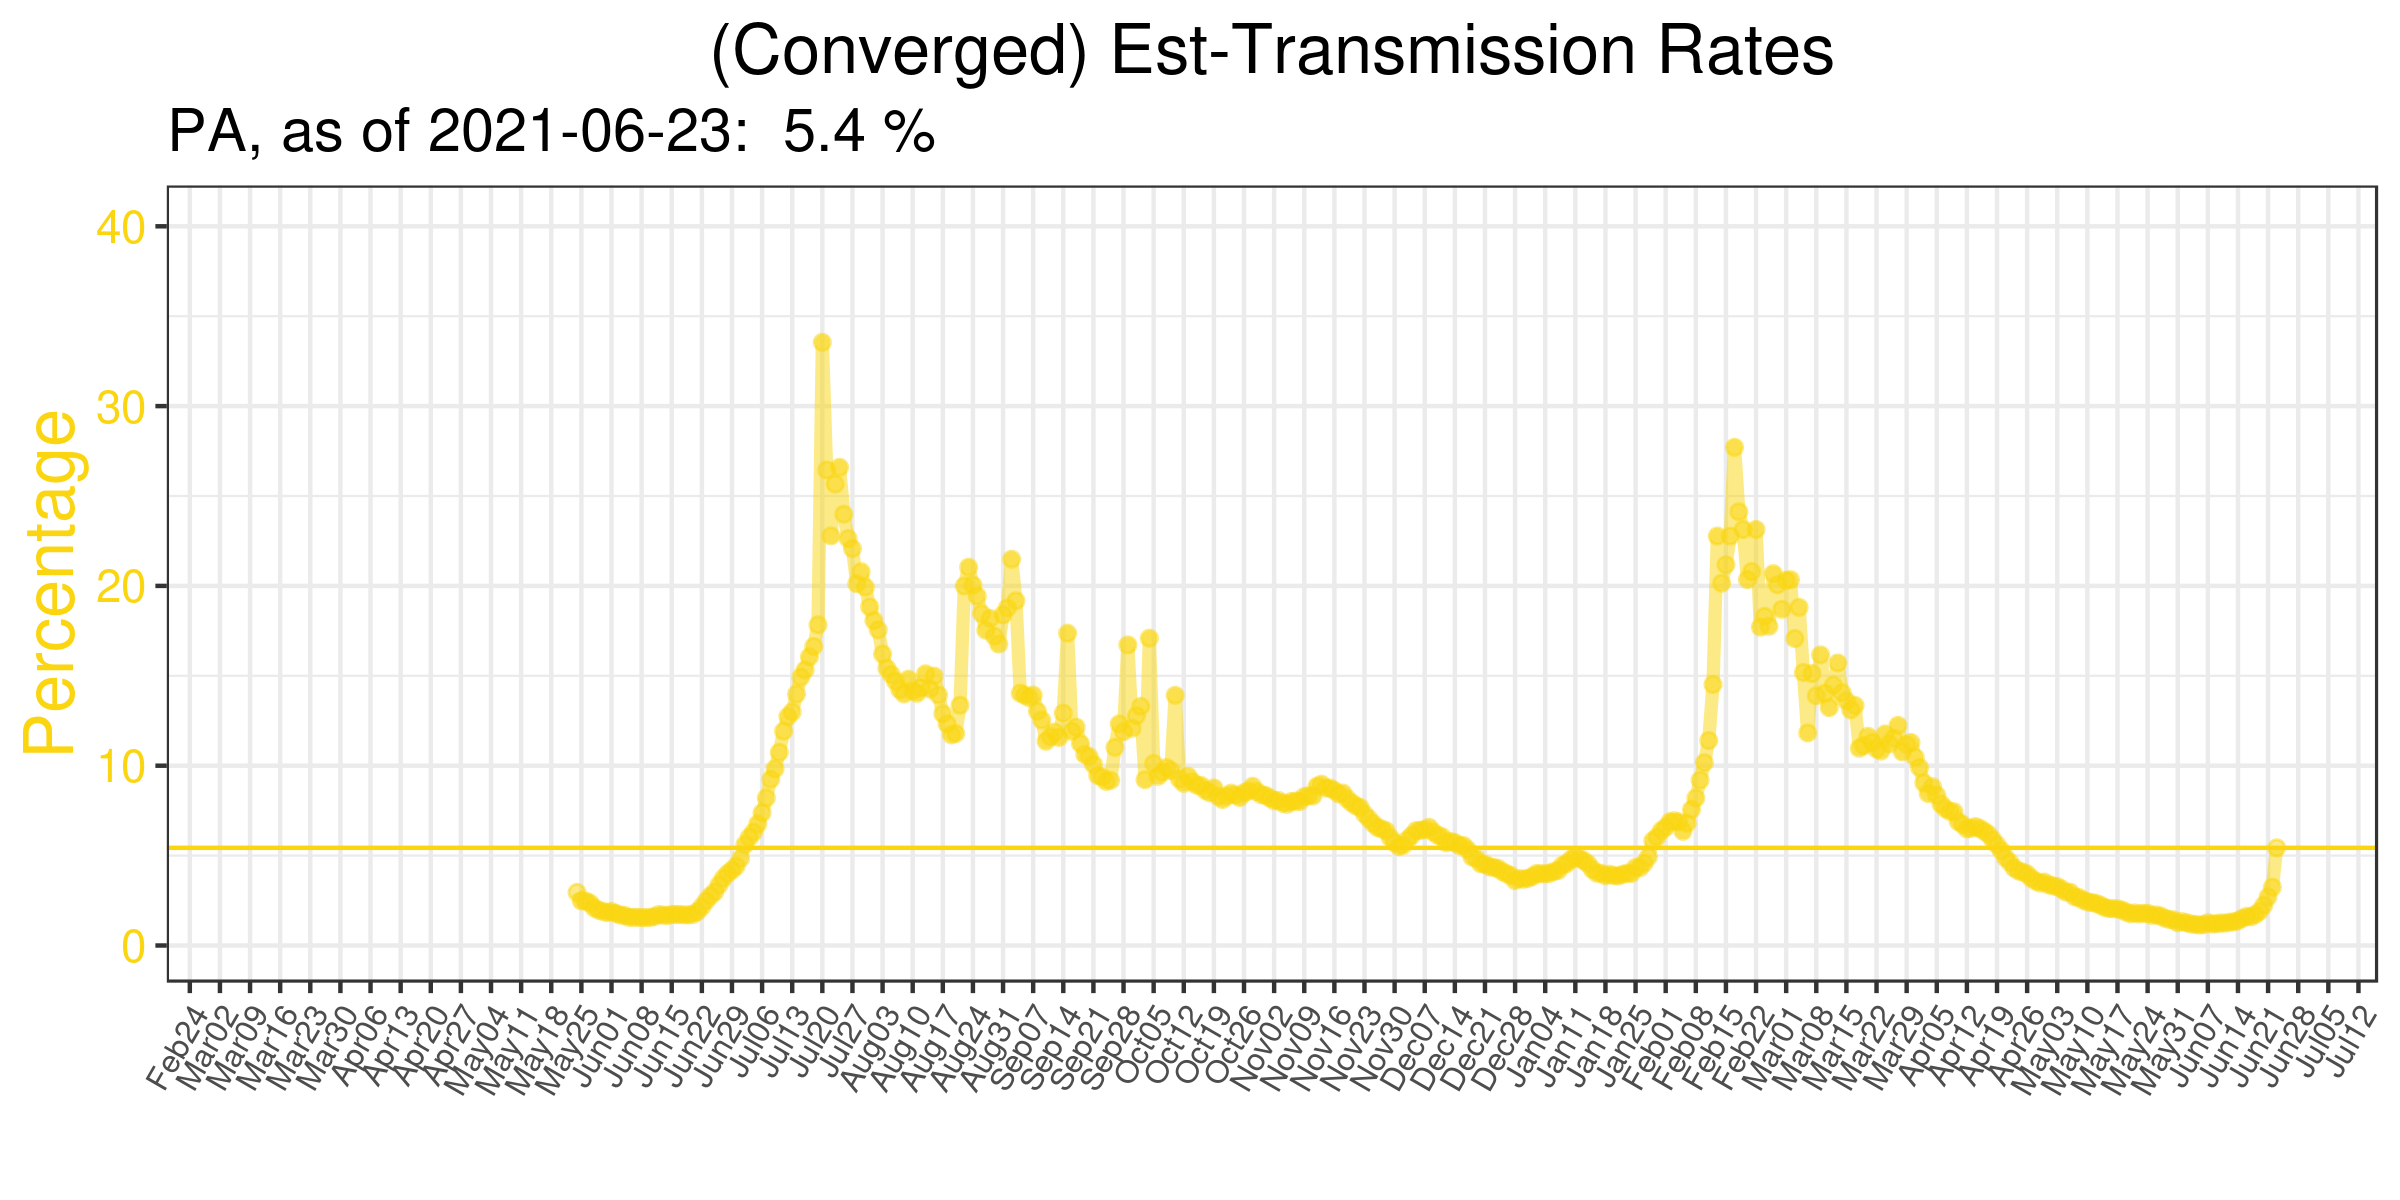 (Converged) Est-Transmission Rates
PA, as of 2021-06-23: 5.4 %
Percentage
40
30
20
10
0
Feb24
Mar02
Mar09
Mar16
Mar23
Mar30
Apr06
Apr13
Apr20
Apr27
May04
May11
May18
May25
Jun01
Jun08
Jun15
Jun22
Jun29
Jul06
Jul13
Jul20
Jul27
Aug03
Aug10
Aug17
Aug24
Aug31
Sep07
Sep14
Sep21
Sep28
Oct05
Oct12
Oct19
Oct26
Nov02
Nov09
Nov16
Nov23
Nov30
Dec07
Dec14
Dec21
Dec28
Jan04
Jan11
Jan18
Jan25
Feb01
Feb08
Feb15
Feb22
Mar01
Mar08
Mar15
Mar22
Mar29
Apr05
Apr12
Apr19
Apr26
May03
May10
May17
May24
May31
Jun07
Jun14
Jun21
Jun28
Jul05
Jul12